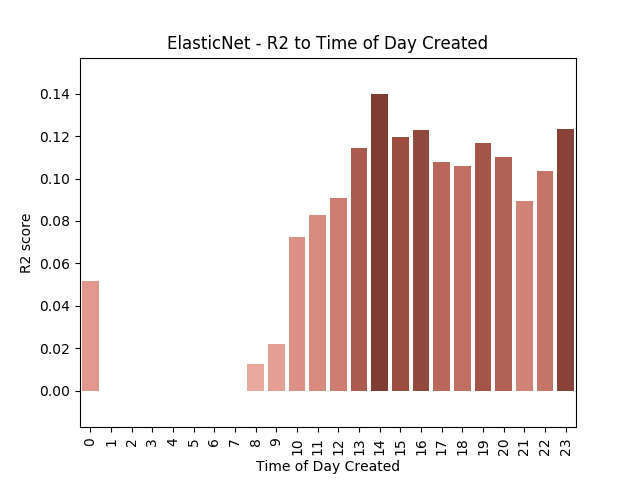 ElasticNet - R2 to Time of Day Created
R2 score
0.14
0.12
0.10
0.08
0.06
0.04
0.02
0.00
0 1 2 3 4 5 6 7 8 9 10 11 12 13 14 15 16 17 18 19 20 21 22 23
Time of Day Created